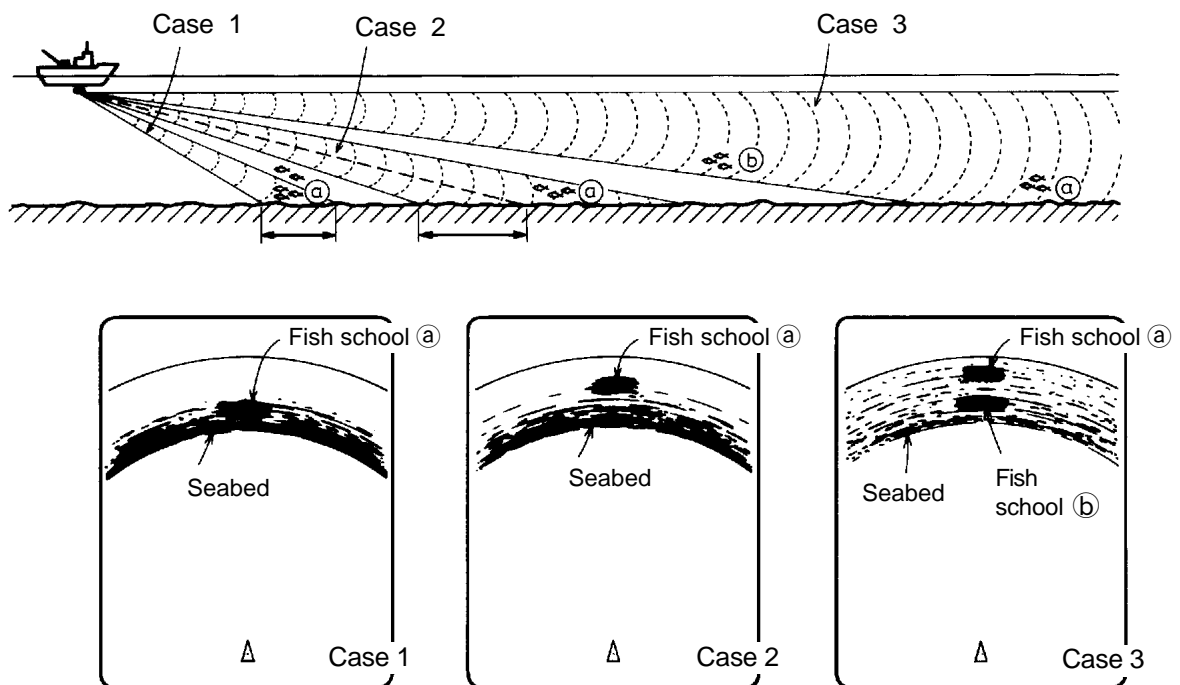 Case 1
Case 2
Case 3
ⓑ
ⓐ
ⓐ
ⓐ
Fish school ⓐ
Seabed
Case 1
Fish school ⓐ
Seabed
Case 2
Fish school ⓐ
Seabed
Fish
school ⓑ
Case 3